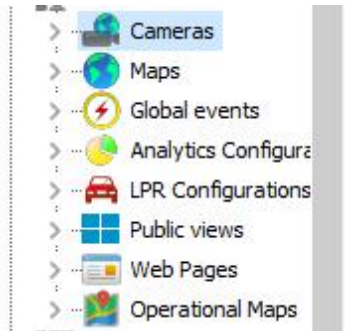 Cameras
Maps
Global events
Analytics Configura
LPR Configurations
Public views
Web Pages
Operational Maps